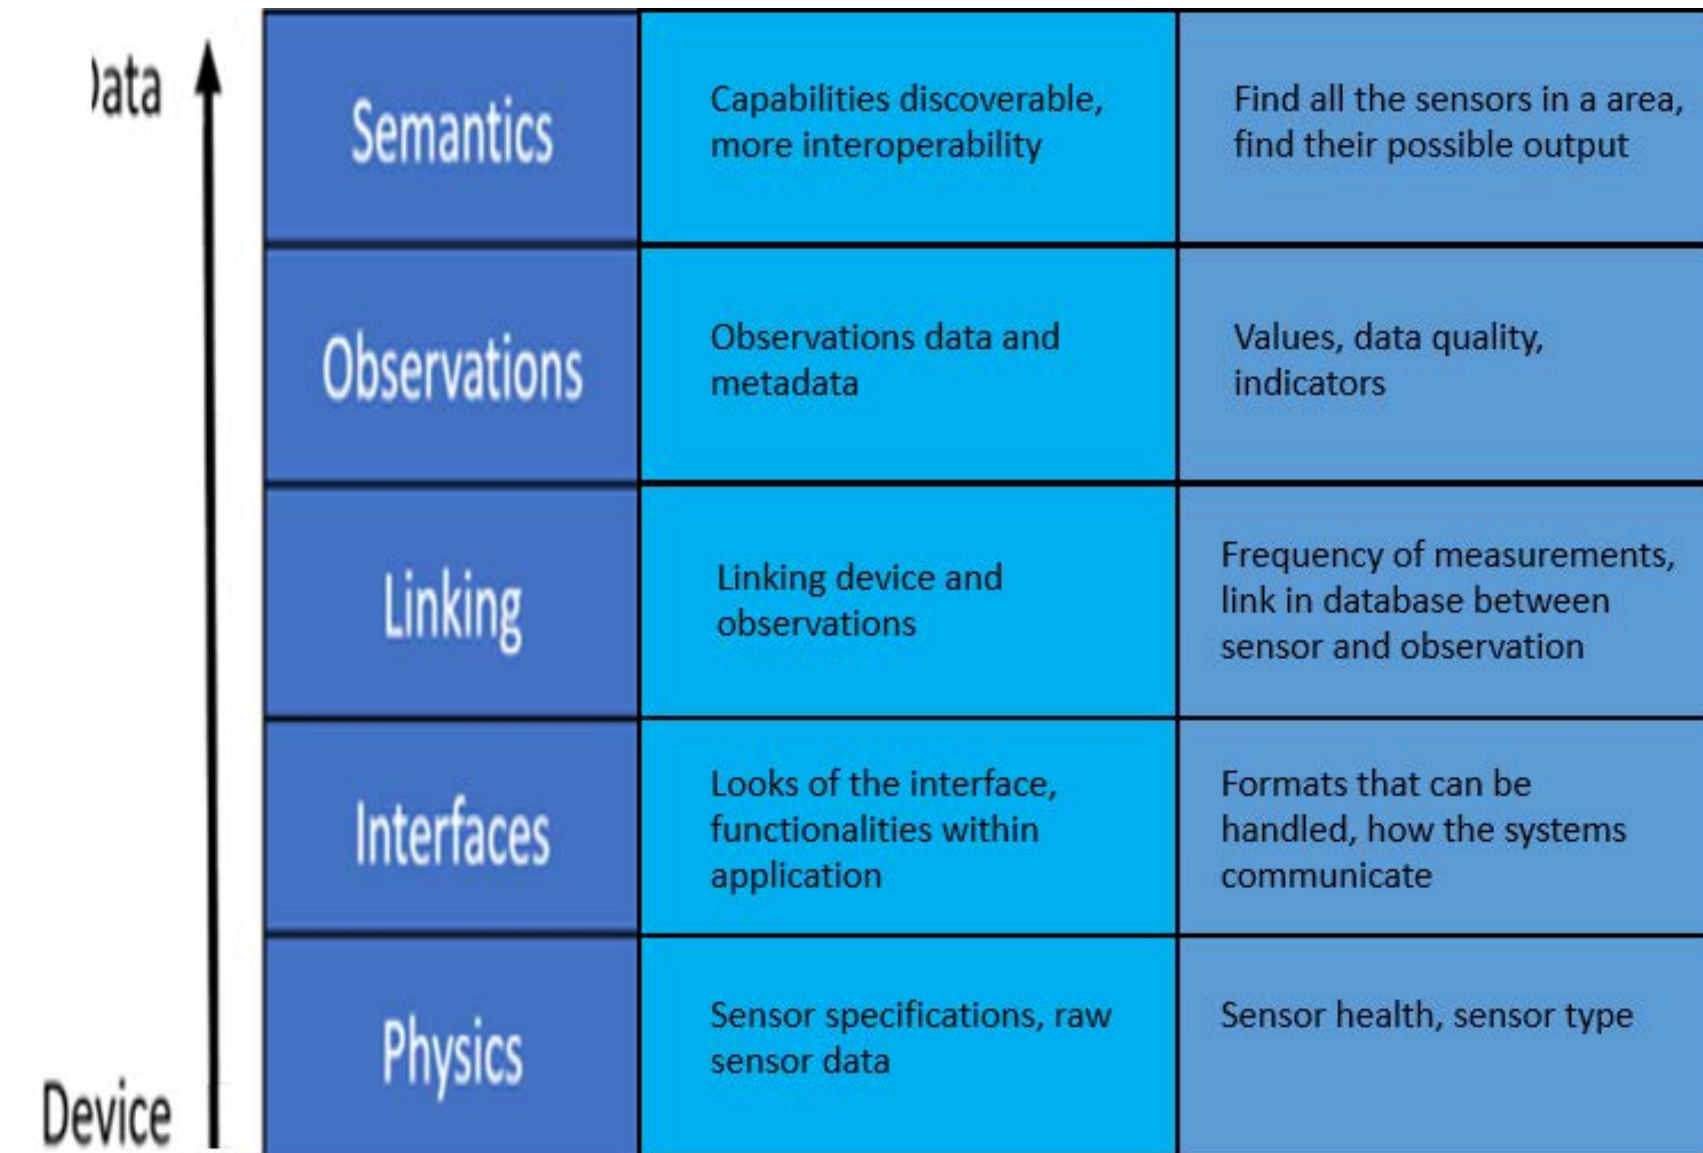 Data
Semantics
Capabilities discoverable,
more interoperability
Find all the sensors in a area,
find their possible output
Observations
Observations data and
metadata
Values, data quality,
indicators
Linking
Linking device and
observations
Frequency of measurements,
link in database between
sensor and observation
Interfaces
Looks of the interface,
functionalities within
application
Formats that can be
handled, how the systems
communicate
Physics
Sensor specifications, raw
sensor data
Sensor health, sensor type
Device